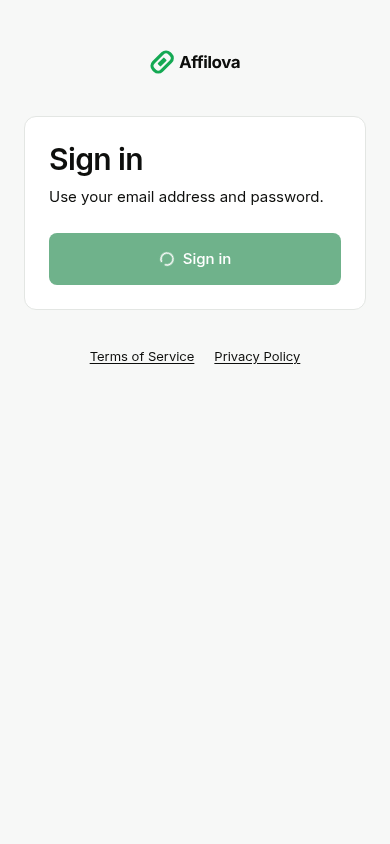 Affilova
Sign in
Use your email address and password.
Sign in
Terms of Service Privacy Policy